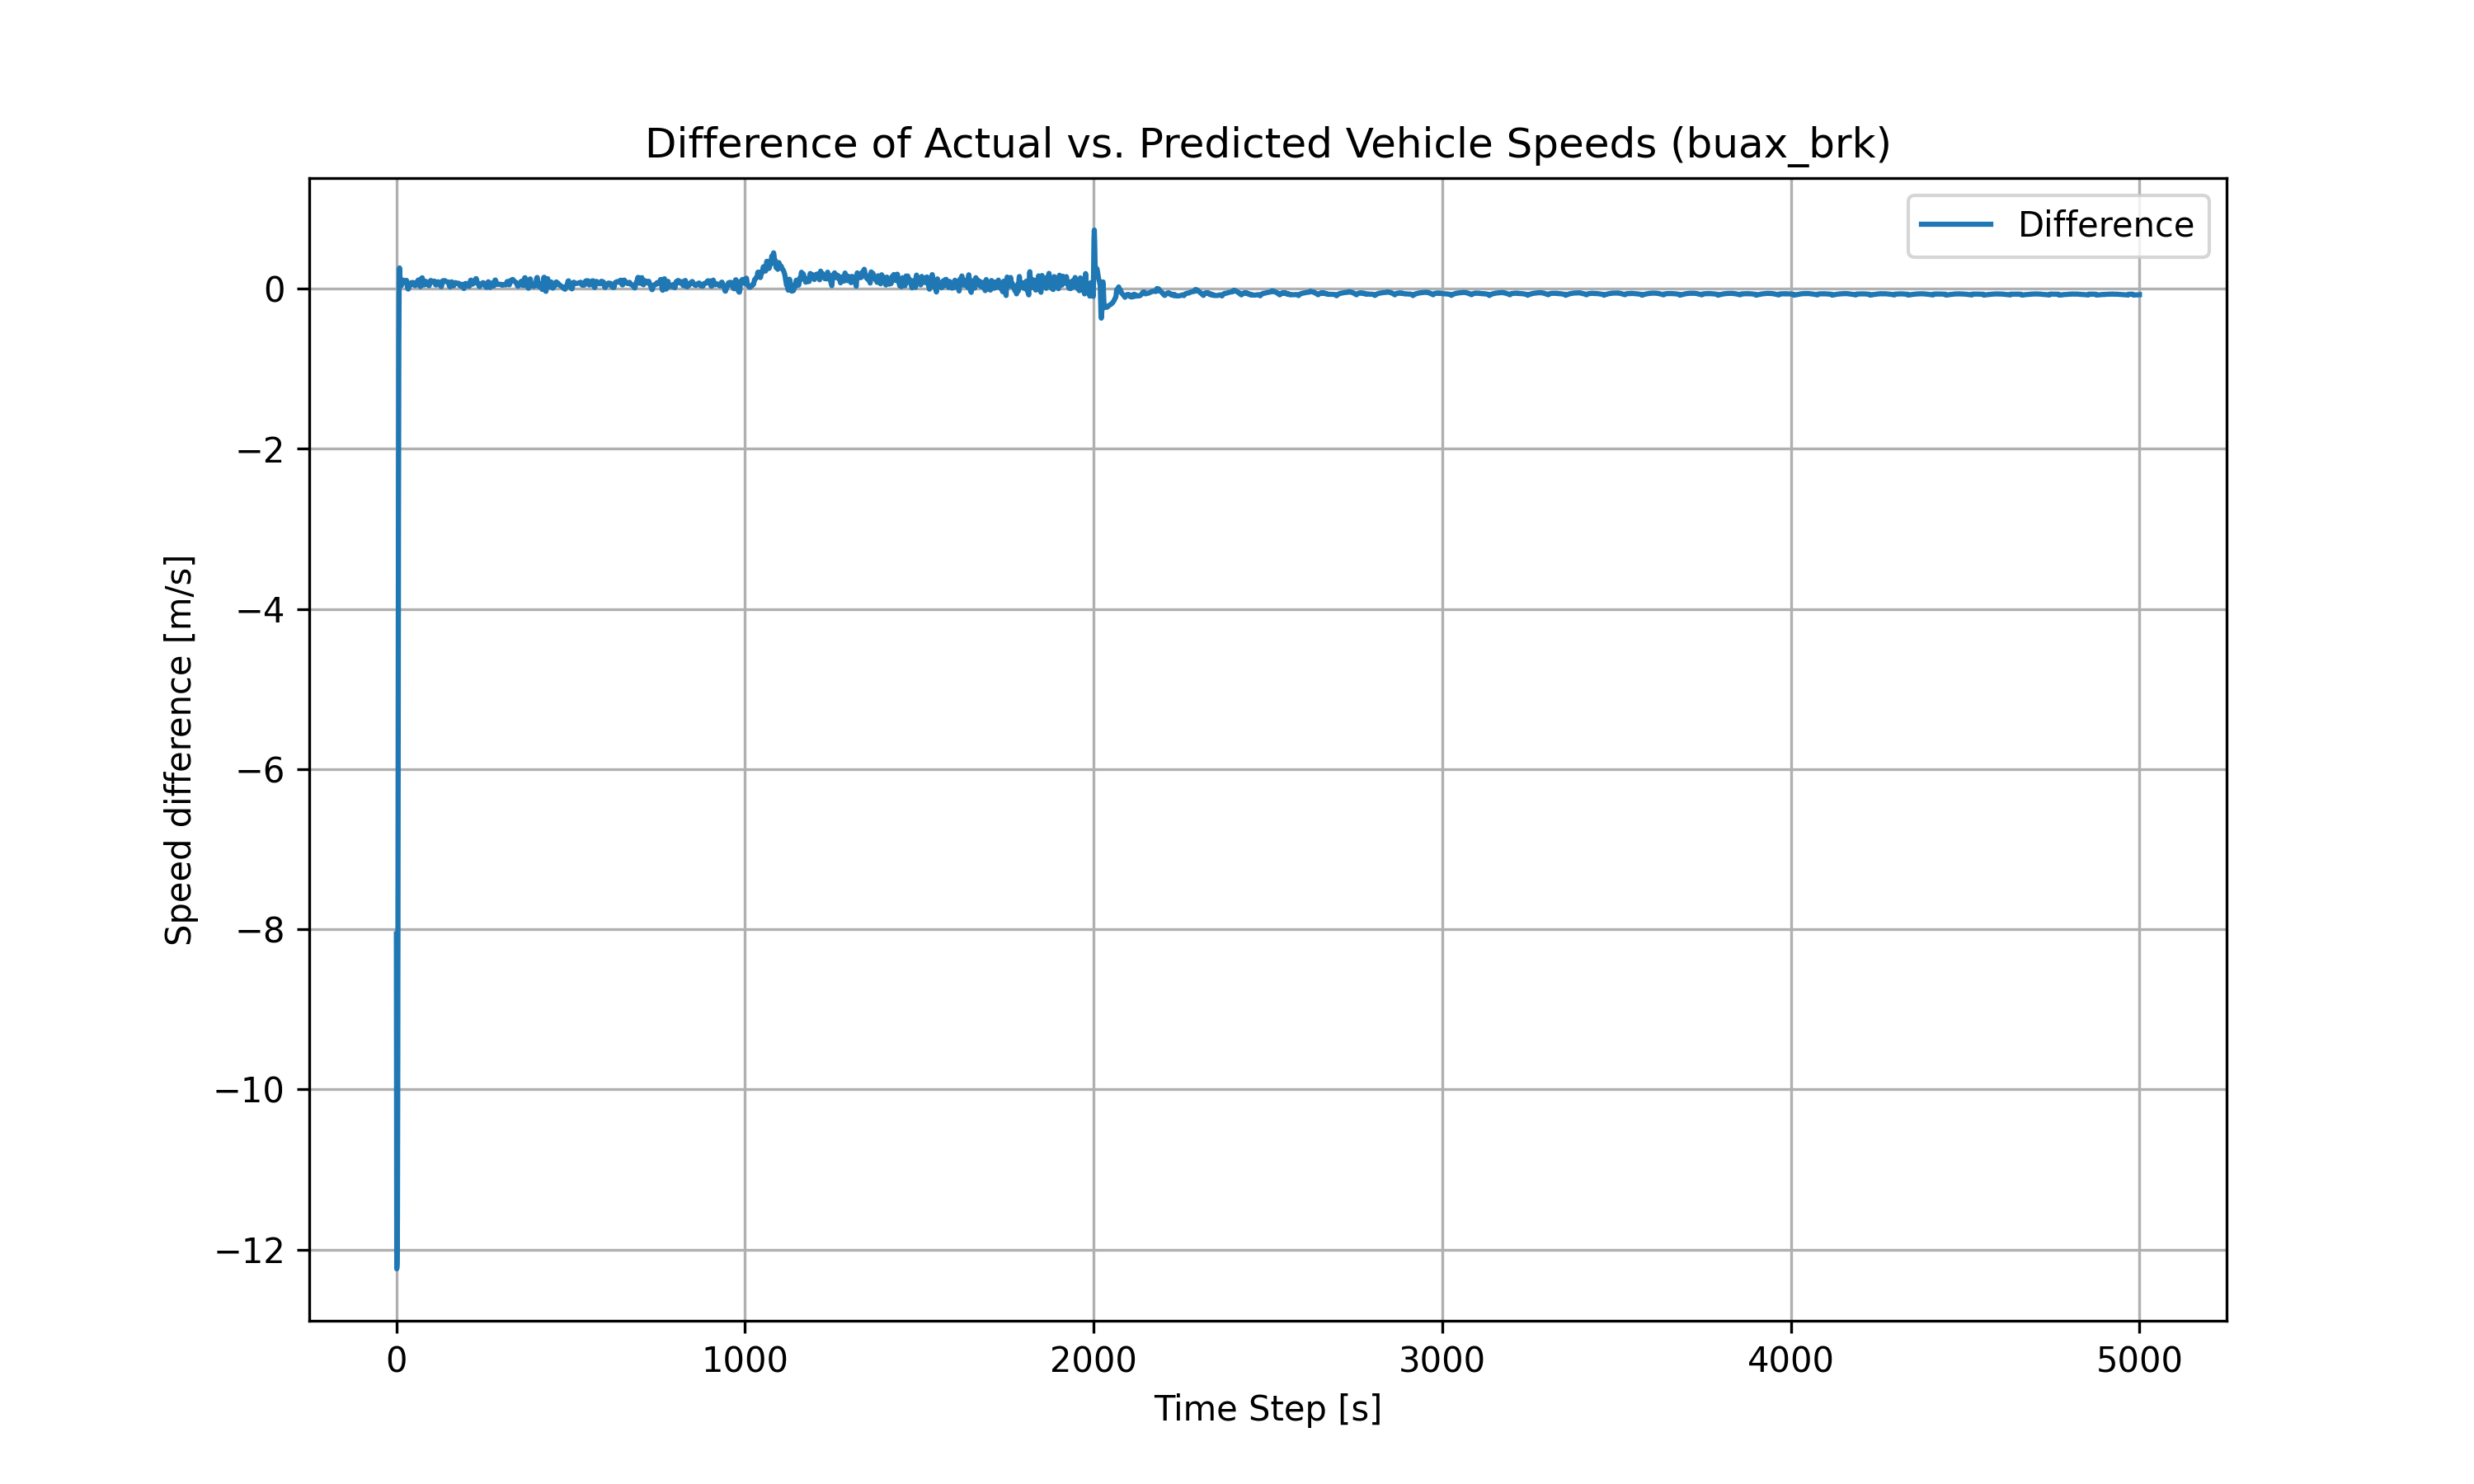 Difference of Actual vs. Predicted Vehicle Speeds (buax_brk)
Difference
0
−2
−4
−6
−8
−10
−12
Speed difference [m/s]
0 1000 2000 3000 4000 5000
Time Step [s]